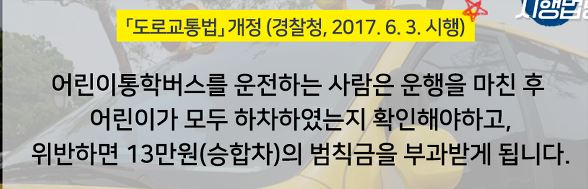 시행법령
「도로교통법」 개정 (경찰청, 2017. 6. 3. 시행)
어린이통학버스를 운전하는 사람은 운행을 마친 후
어린이가 모두 하차하였는지 확인해야하고,
위반하면 13만원(승합차)의 범칙금을 부과받게 됩니다.